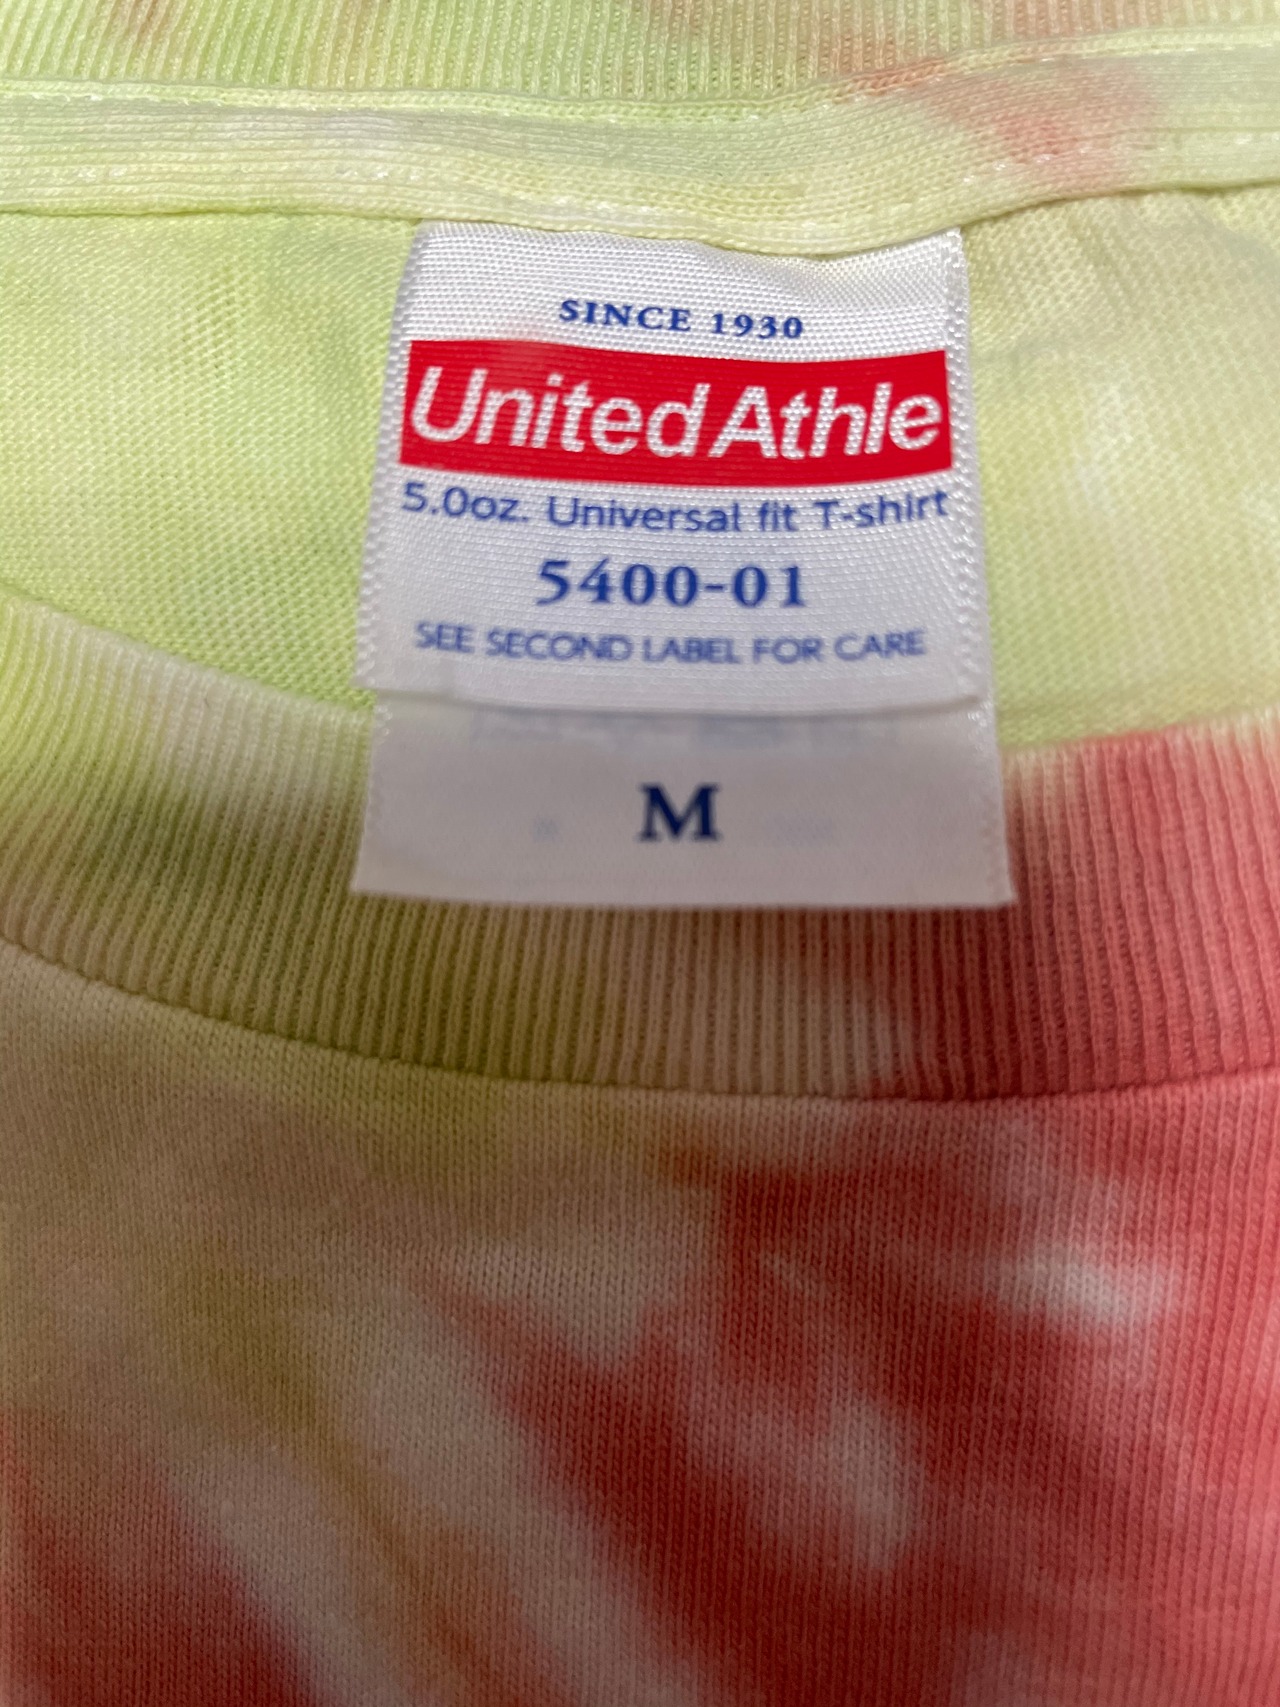 SINCE 1930
United Athle
5.0oz. Universal fit T-shirt
5400-01
SEE SECOND LABEL FOR CARE
M